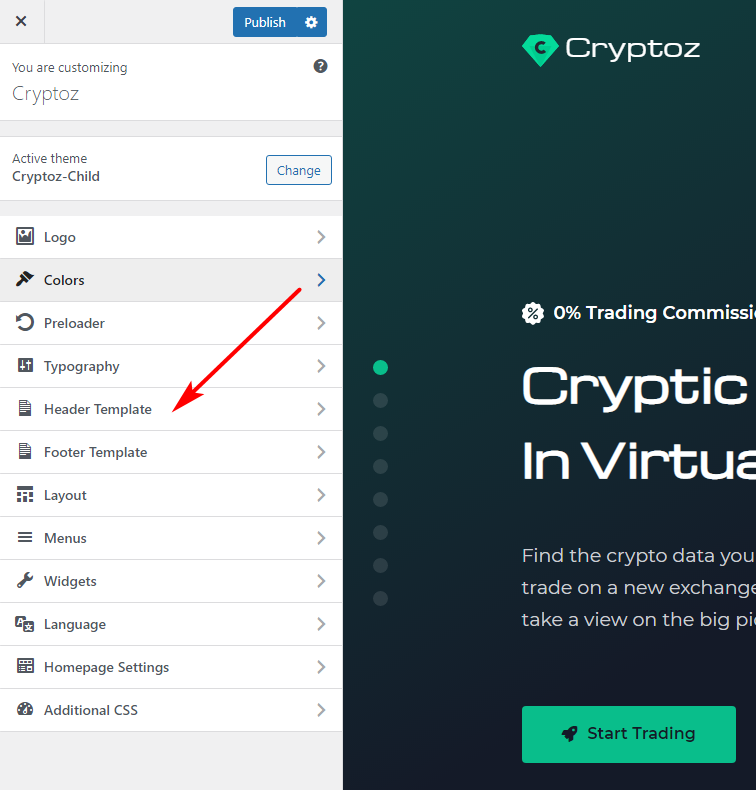 Publish
You are customizing
Cryptoz
Active theme
Cryptoz-Child
Change
Logo
Colors
Preloader
Typography
Header Template
Footer Template
Layout
Menus
Widgets
Language
Homepage Settings
Additional CSS
Cryptoz
0% Trading Commissi
Cryptic
In Virtua
Find the crypto data you
trade on a new exchange
take a view on the big pi
Start Trading